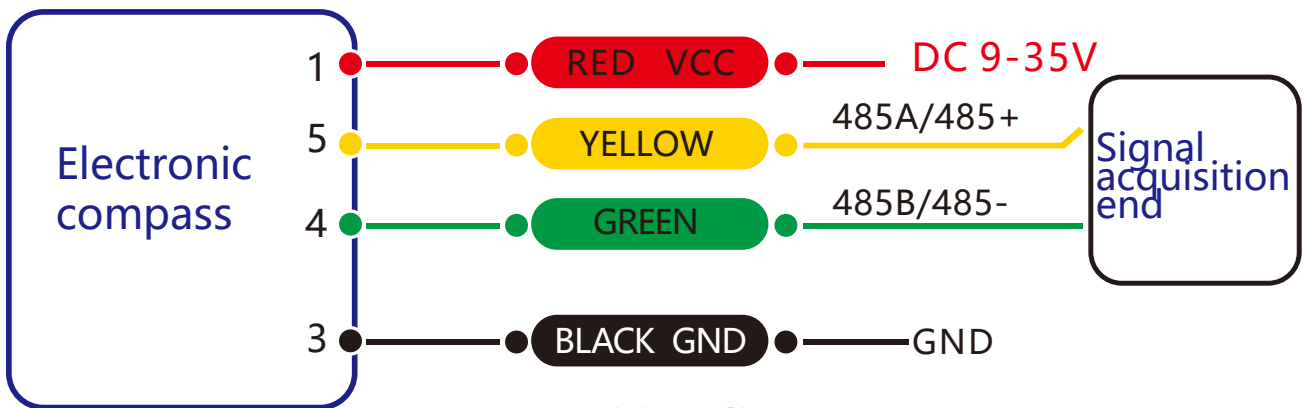 1 RED VCC DC 9-35V
5 YELLOW 485A/485+
Electronic
compass
Signal
acquisition
end
4 GREEN 485B/485-
3 BLACK GND GND